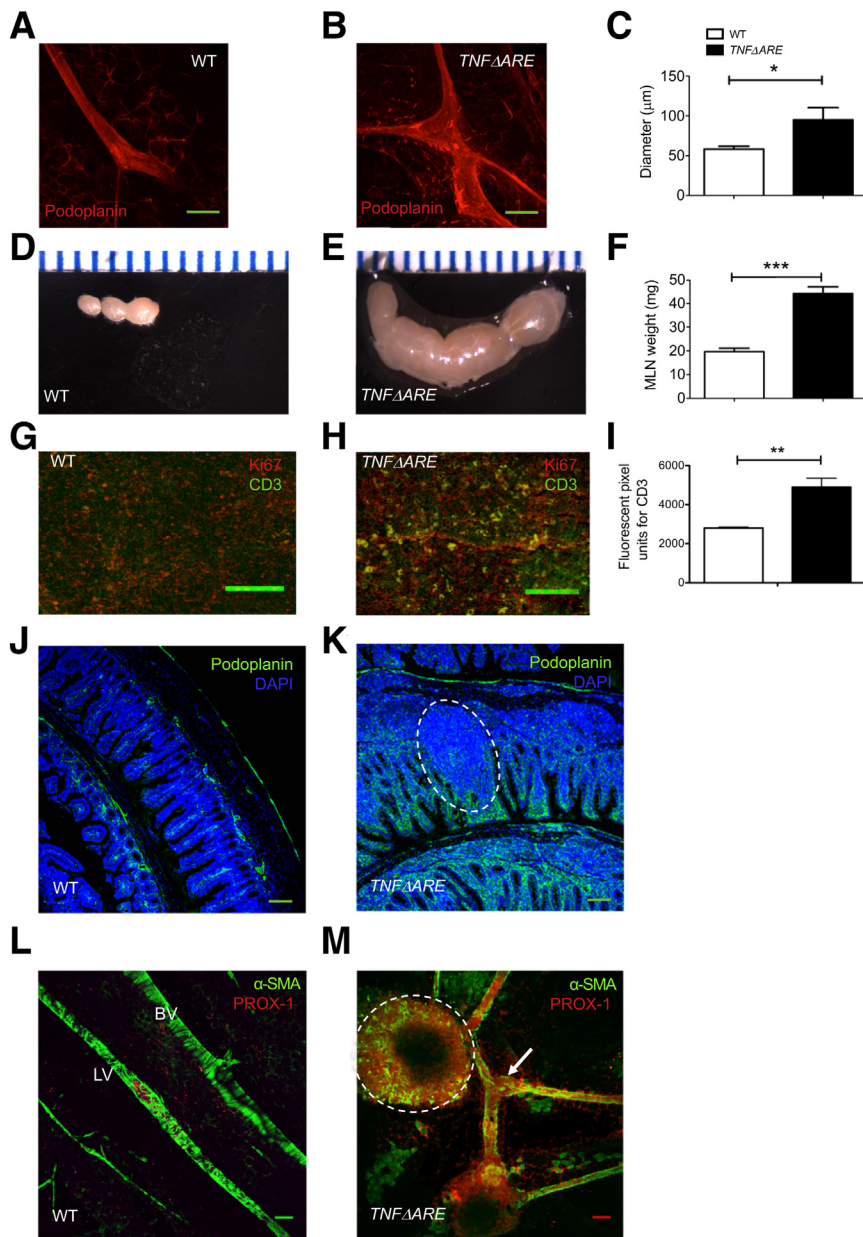 A
WT
Podoplanin
B
TNFΔARE
Podoplanin
C
WT
TNFΔARE
*
150
100
50
0
Diameter (μm)
D
WT
E
TNFΔARE
F
***
50
40
30
20
10
0
MLN weight (mg)
G
WT
Ki67
CD3
H
TNFΔARE
Ki67
CD3
I
**
6000
4000
2000
0
Fluorescent pixel
units for CD3
J
Podoplanin
DAPI
WT
K
Podoplanin
DAPI
TNFΔARE
L
α-SMA
PROX-1
BV
LV
WT
M
α-SMA
PROX-1
TNFΔARE